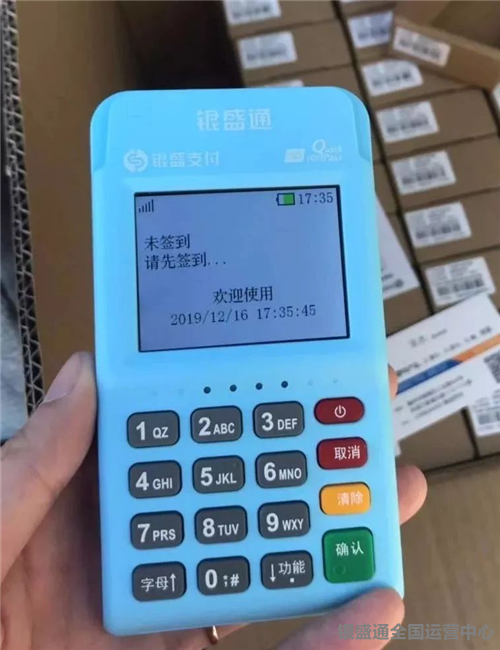 银盛通
银盛支付
Quick
17:35
未签到
请先签到...
欢迎使用
2019/12/16 17:35:45
1 QZ
2 ABC
3 DEF
4 GHI
5 JKL
6 MNO
取消
7 PRS
8 TUV
9 WXY
清除
字母↑
0 ;#
↓功能
.
确认
银盛通全国运营中心